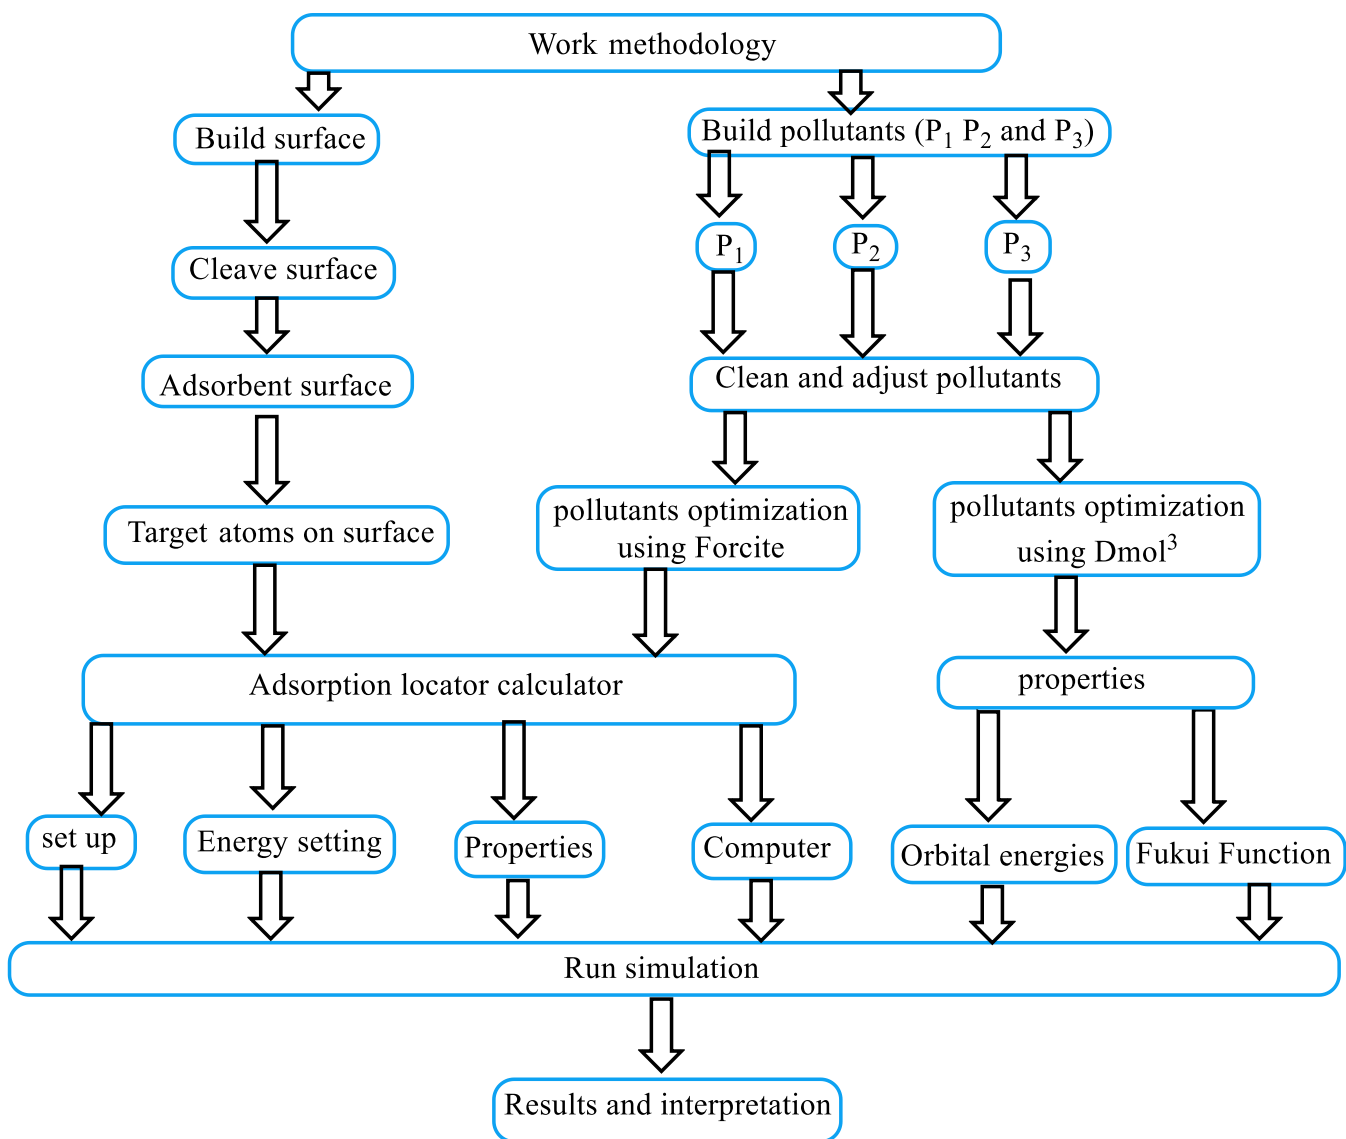 Work methodology
Build surface
Build pollutants (P₁ P₂ and P₃)
P₁
P₂
P₃
Cleave surface
Adsorbent surface
Clean and adjust pollutants
Target atoms on surface
pollutants optimization
using Forcite
pollutants optimization
using Dmol³
Adsorption locator calculator
properties
set up
Energy setting
Properties
Computer
Orbital energies
Fukui Function
Run simulation
Results and interpretation